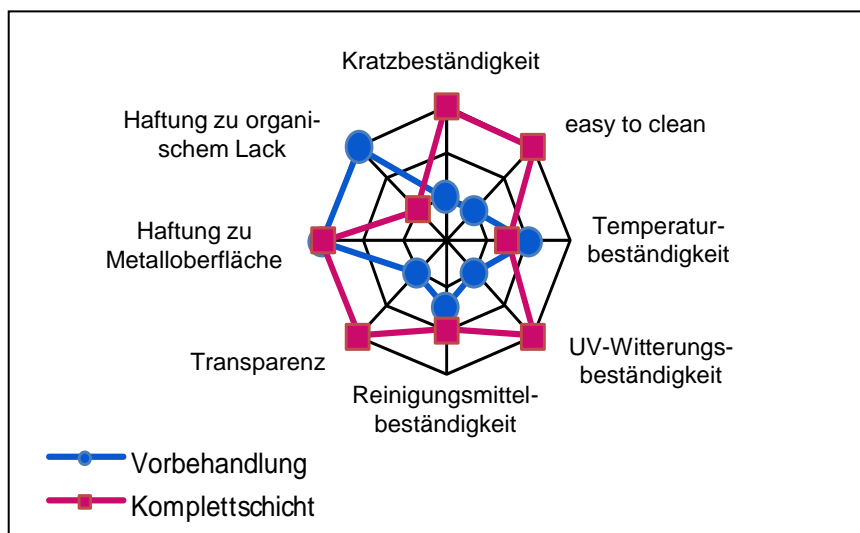 Kratzbeständigkeit
easy to clean
Temperatur-
beständigkeit
UV-Witterungs-
beständigkeit
Reinigungsmittel-
beständigkeit
Transparenz
Haftung zu
Metalloberfläche
Haftung zu organi-
schem Lack
Vorbehandlung
Komplettschicht